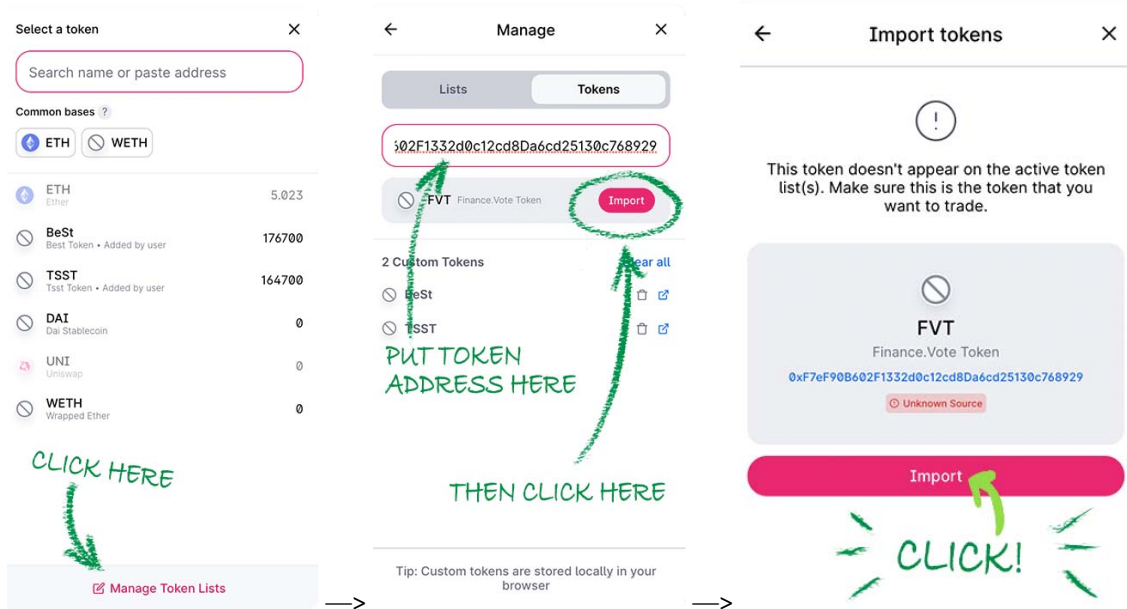 Select a token
Search name or paste address
Common bases ?
ETH WETH
ETH
Ether
5.023
BeSt
Best Token • Added by user
176700
TSST
Tsst Token • Added by user
164700
DAI
Dai Stablecoin
0
UNI
Uniswap
0
WETH
Wrapped Ether
0
CLICK HERE
Manage Token Lists
Manage
Lists Tokens
602F1332d0c12cd8Da6cd25130c768929
FVT Finance.Vote Token Import
2 Custom Tokens
BeSt
TSST
PUT TOKEN
ADDRESS HERE
THEN CLICK HERE
Tip: Custom tokens are stored locally in your
browser
Import tokens
This token doesn't appear on the active token
list(s). Make sure this is the token that you
want to trade.
FVT
Finance.Vote Token
0xF7eF90B602F1332d0c12cd8Da6cd25130c768929
Unknown Source
Import
CLICK!